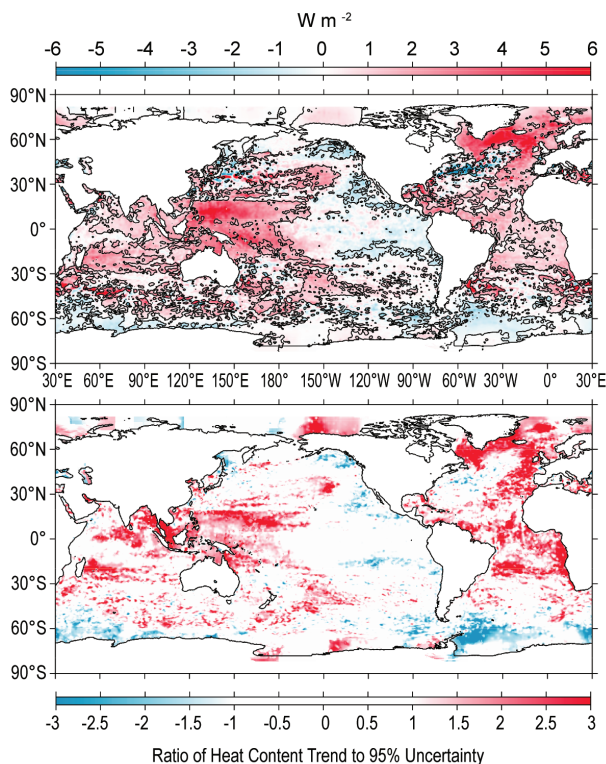 W m -2
-6 -5 -4 -3 -2 -1 0 1 2 3 4 5 6
90°N
60°N
30°N
0°
30°S
60°S
90°S
30°E 60°E 90°E 120°E 150°E 180° 150°W 120°W 90°W 60°W 30°W 0° 30°E
90°N
60°N
30°N
0°
30°S
60°S
90°S
-3 -2.5 -2 -1.5 -1 -0.5 0 0.5 1 1.5 2 2.5 3
Ratio of Heat Content Trend to 95% Uncertainty